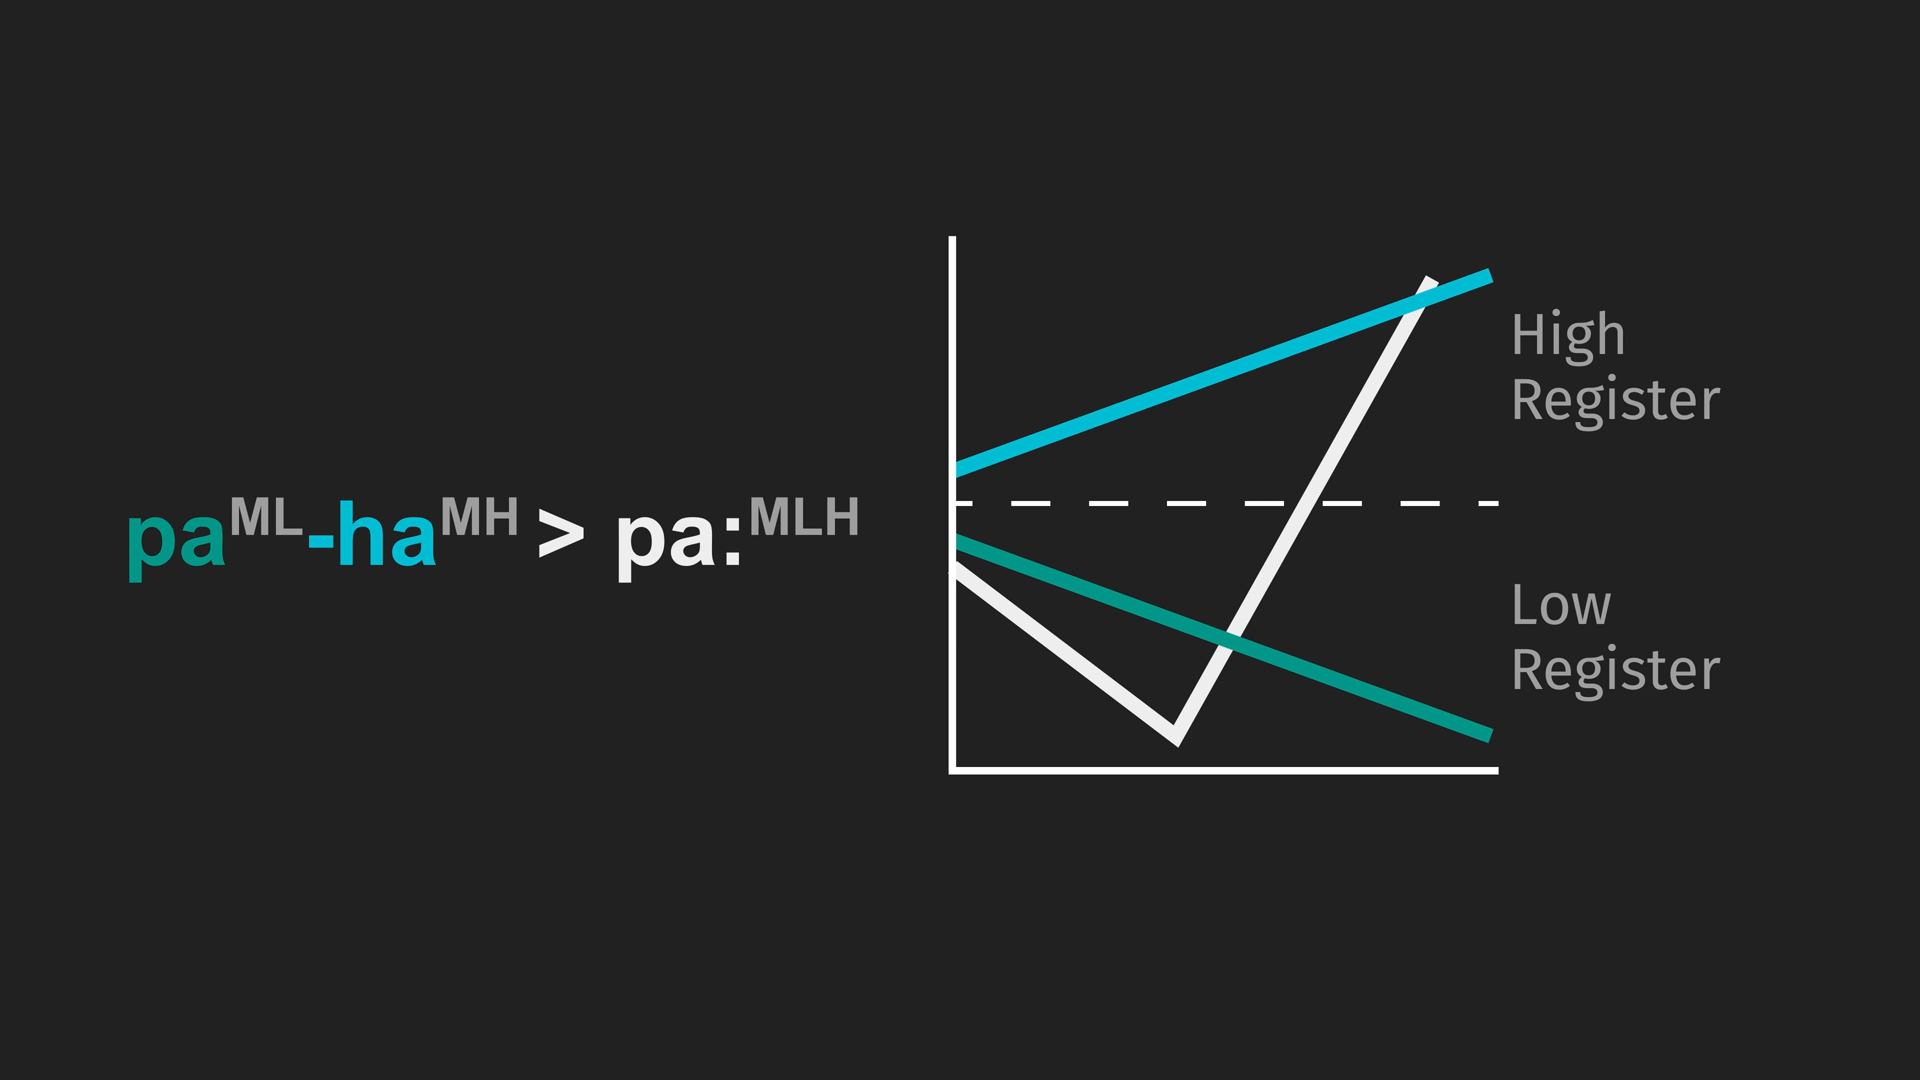 paᴹᴸ-haᴹᴴ > pa:ᴹᴸᴴ
High
Register
Low
Register